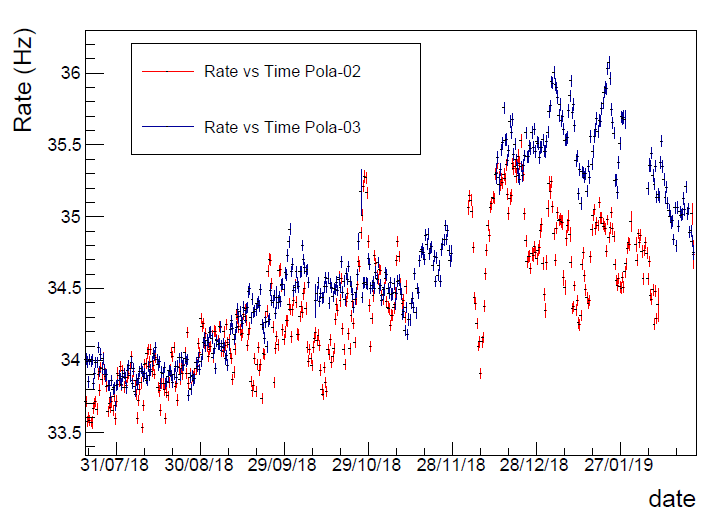 Rate (Hz)
36
35.5
35
34.5
34
33.5
Rate vs Time Pola-02
Rate vs Time Pola-03
31/07/18 30/08/18 29/09/18 29/10/18 28/11/18 28/12/18 27/01/19
date